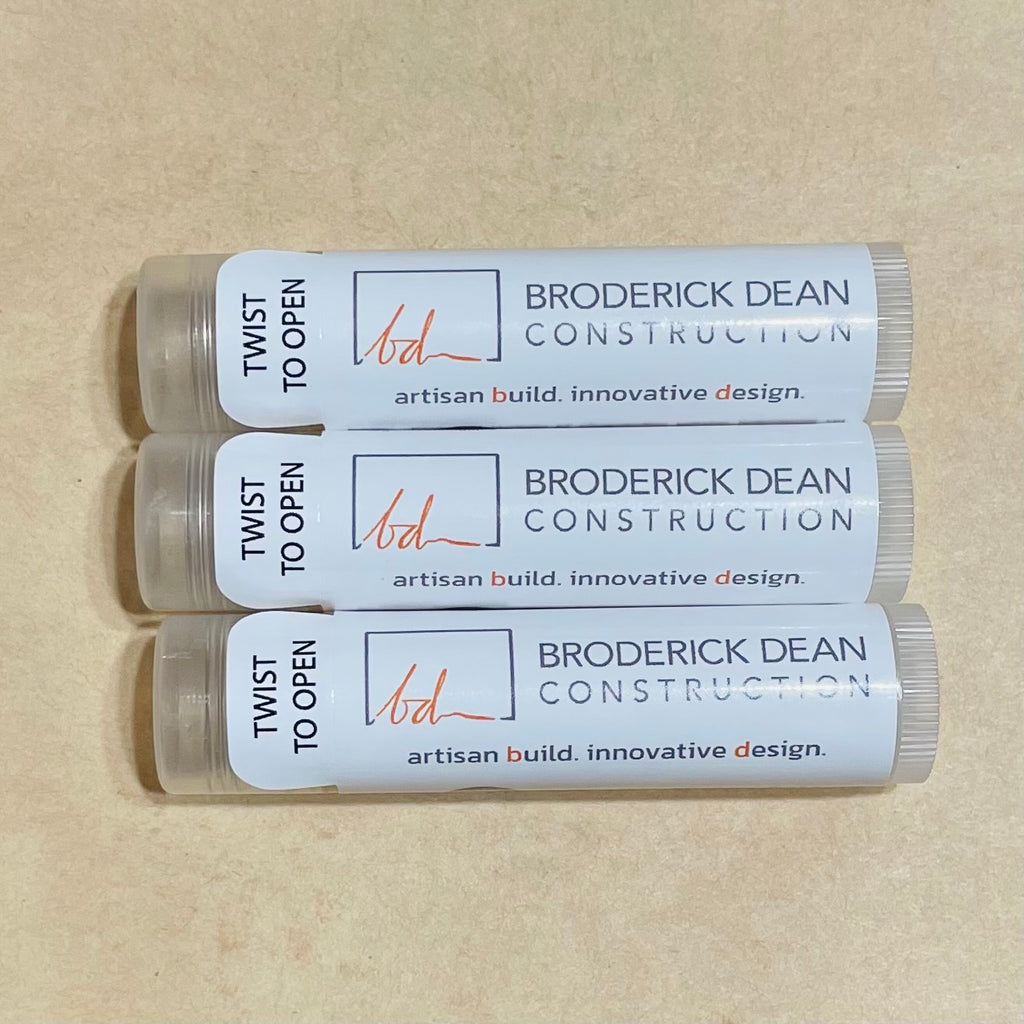 TWIST
TO OPEN
bd
BRODERICK DEAN
CONSTRUCTION
artisan build. innovative design.
TWIST
TO OPEN
bd
BRODERICK DEAN
CONSTRUCTION
artisan build. innovative design.
TWIST
TO OPEN
bd
BRODERICK DEAN
CONSTRUCTION
artisan build. innovative design.